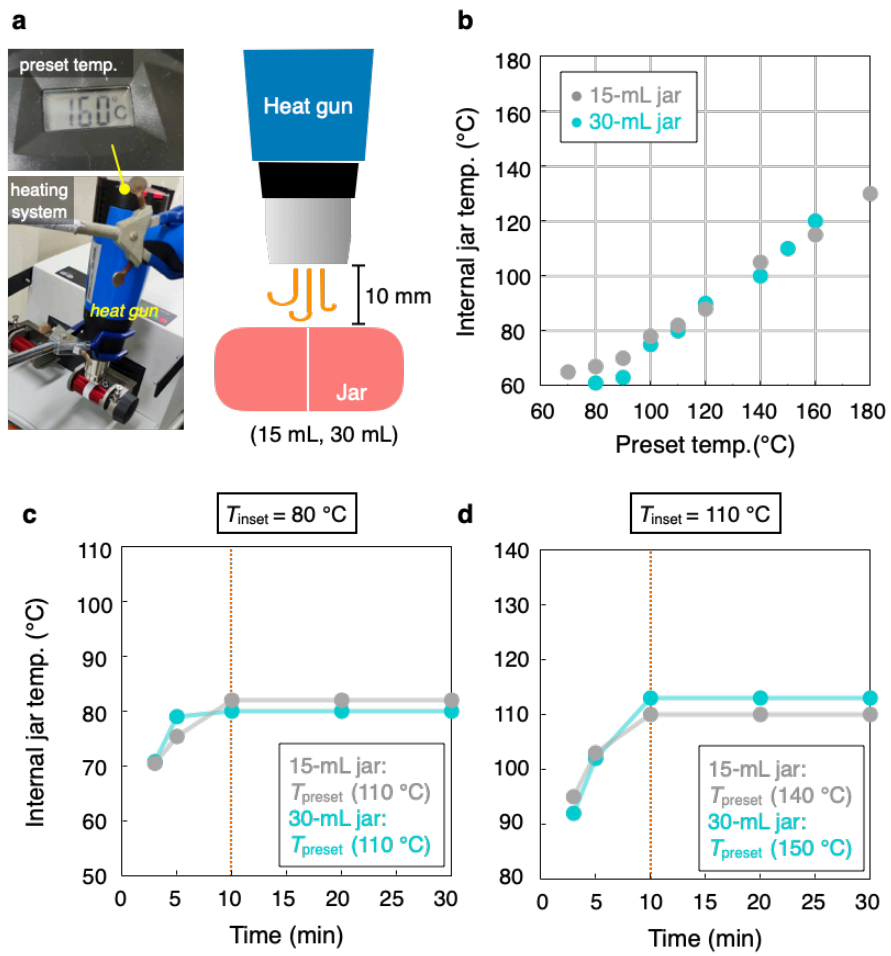 a
preset temp.
160°C
heating
system
heat gun
Heat gun
10 mm
Jar
(15 mL, 30 mL)
b
Internal jar temp. (°C)
180
160
140
120
100
80
60
15-mL jar
30-mL jar
60 80 100 120 140 160 180
Preset temp.(°C)
c
Tinset = 80 °C
Internal jar temp. (°C)
110
100
90
80
70
60
50
15-mL jar:
Tpreset (110 °C)
30-mL jar:
Tpreset (110 °C)
0 5 10 15 20 25 30
Time (min)
d
Tinset = 110 °C
140
130
120
110
100
90
80
15-mL jar:
Tpreset (140 °C)
30-mL jar:
Tpreset (150 °C)
0 5 10 15 20 25 30
Time (min)